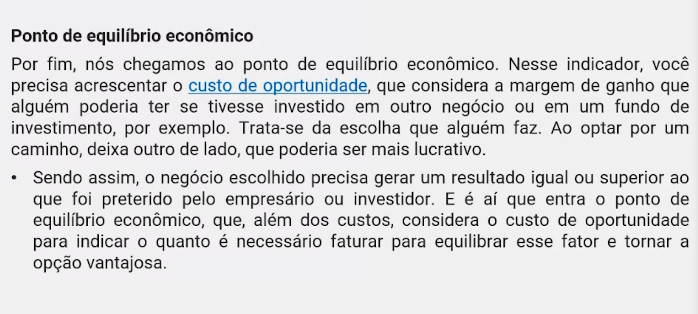 Ponto de equilíbrio econômico
Por fim, nós chegamos ao ponto de equilíbrio econômico. Nesse indicador, você
precisa acrescentar o custo de oportunidade, que considera a margem de ganho que
alguém poderia ter se tivesse investido em outro negócio ou em um fundo de
investimento, por exemplo. Trata-se da escolha que alguém faz. Ao optar por um
caminho, deixa outro de lado, que poderia ser mais lucrativo.
• Sendo assim, o negócio escolhido precisa gerar um resultado igual ou superior ao
que foi preterido pelo empresário ou investidor. E é aí que entra o ponto de
equilíbrio econômico, que, além dos custos, considera o custo de oportunidade
para indicar o quanto é necessário faturar para equilibrar esse fator e tornar a
opção vantajosa.